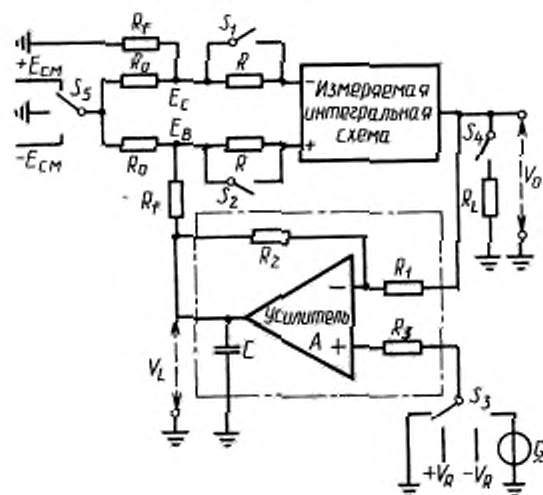 R_f
S_1
+E_см
R_0
R
S_5
E_C
− Измеряемая
интегральная
+ схема
S_4
E_B
−E_см
R_0
R
S_2
R_L
V_0
R_f
R_2
R_1
−
Усилитель
A
+
R_3
C
V_L
S_3
+V_R
−V_R